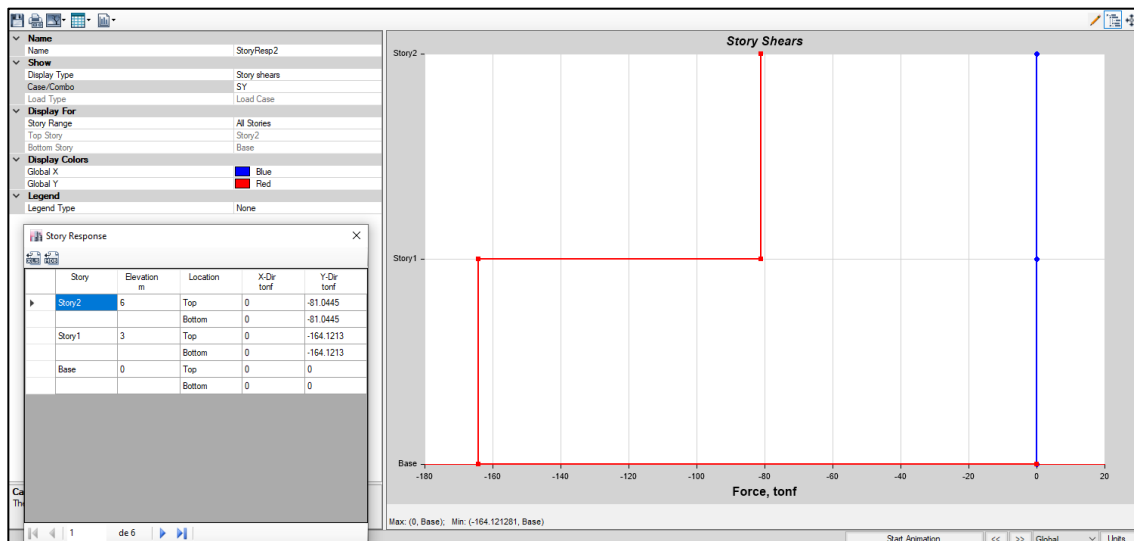 Name
Name StoryResp2
Show
Display Type Story shears
Case/Combo SY
Load Type Load Case
Display For
Story Range All Stories
Top Story Story2
Bottom Story Base
Display Colors
Global X Blue
Global Y Red
Legend
Legend Type None
Story Response
Story Elevation Location X-Dir Y-Dir
m tonf tonf
Story2 6 Top 0 -81.0445
Bottom 0 -81.0445
Story1 3 Top 0 -164.1213
Bottom 0 -164.1213
Base 0 Top 0 0
Bottom 0 0
1 de 6
Story Shears
Story2
Story1
Base
-180 -160 -140 -120 -100 -80 -60 -40 -20 0 20
Force, tonf
Max: (0, Base); Min: (-164.121281, Base)
Start Animation << >> Global Units